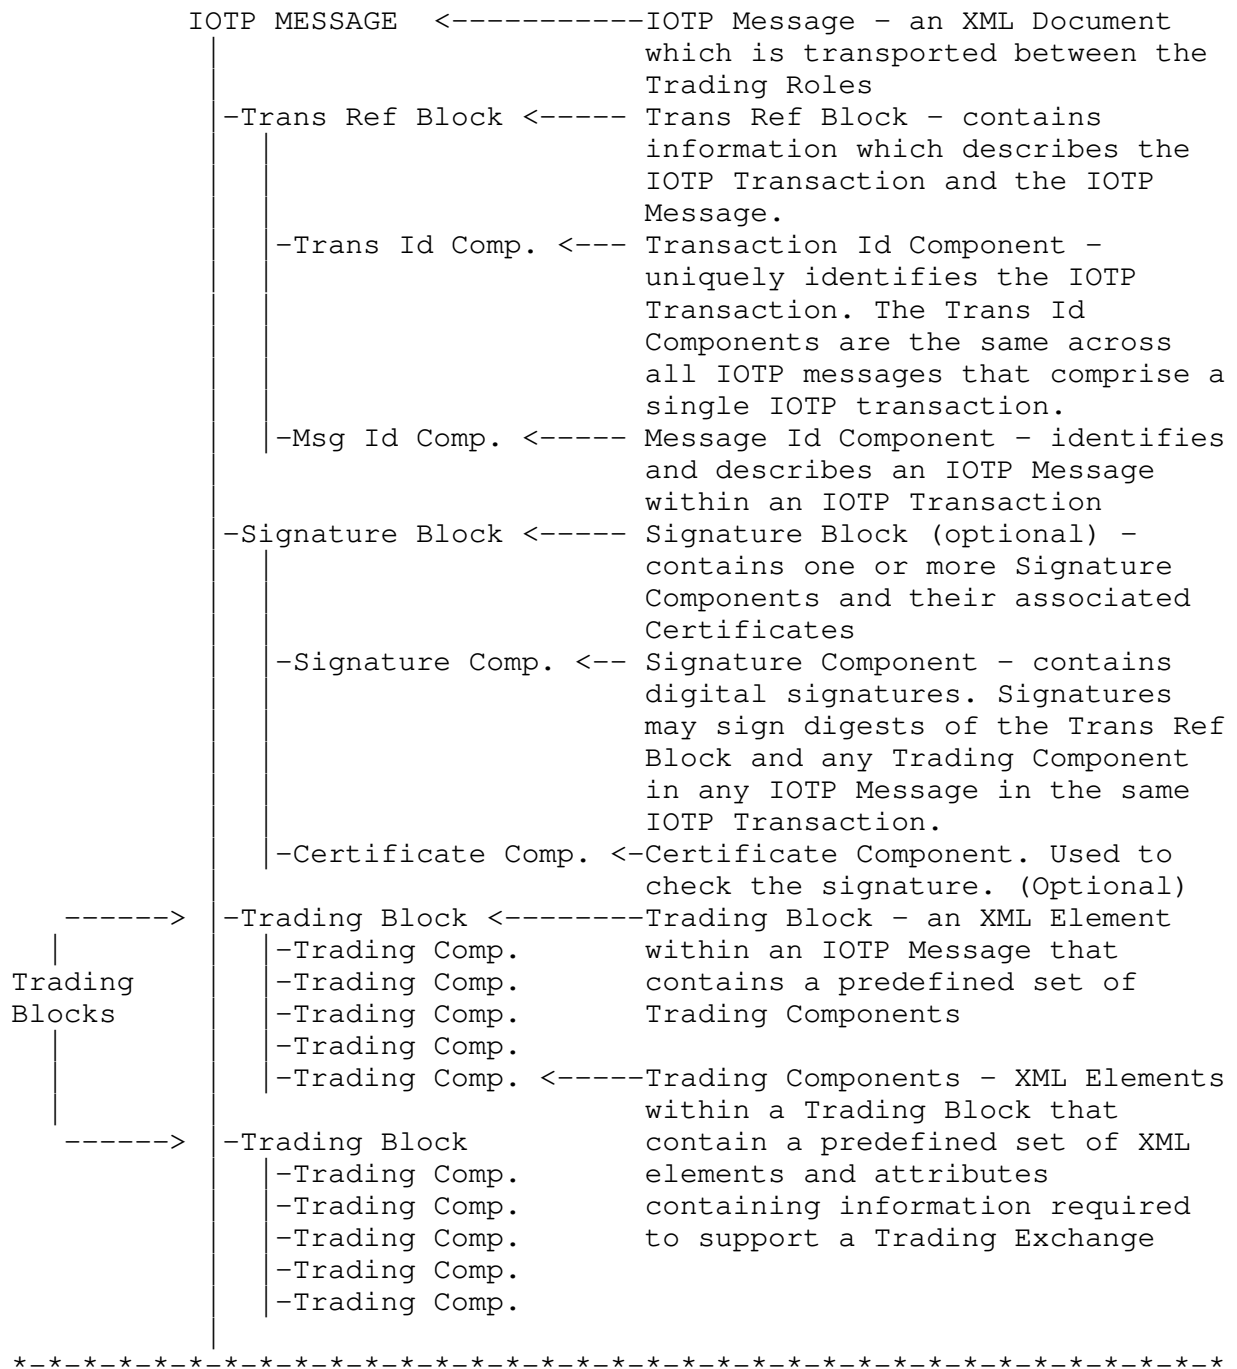 IOTP MESSAGE  <-----------IOTP Message - an XML Document
|                       which is transported between the
|                       Trading Roles
|-Trans Ref Block <----- Trans Ref Block - contains
|  |                     information which describes the
|  |                     IOTP Transaction and the IOTP
|  |                     Message.
|  |-Trans Id Comp. <--- Transaction Id Component -
|  |                     uniquely identifies the IOTP
|  |                     Transaction. The Trans Id
|  |                     Components are the same across
|  |                     all IOTP messages that comprise a
|  |                     single IOTP transaction.
|  |-Msg Id Comp. <----- Message Id Component - identifies
|                        and describes an IOTP Message
|                        within an IOTP Transaction
|-Signature Block <----- Signature Block (optional) -
|  |                     contains one or more Signature
|  |                     Components and their associated
|  |                     Certificates
|  |-Signature Comp. <-- Signature Component - contains
|  |                     digital signatures. Signatures
|  |                     may sign digests of the Trans Ref
|  |                     Block and any Trading Component
|  |                     in any IOTP Message in the same
|  |                     IOTP Transaction.
|  |-Certificate Comp. <-Certificate Component. Used to
|                        check the signature. (Optional)
------> |-Trading Block <--------Trading Block - an XML Element
|       |  |-Trading Comp.       within an IOTP Message that
Trading |  |-Trading Comp.       contains a predefined set of
Blocks  |  |-Trading Comp.       Trading Components
|       |  |-Trading Comp.
|       |  |-Trading Comp. <-----Trading Components - XML Elements
|       |                        within a Trading Block that
------> |-Trading Block          contain a predefined set of XML
|  |-Trading Comp.       elements and attributes
|  |-Trading Comp.       containing information required
|  |-Trading Comp.       to support a Trading Exchange
|  |-Trading Comp.
|  |-Trading Comp.
|
*-*-*-*-*-*-*-*-*-*-*-*-*-*-*-*-*-*-*-*-*-*-*-*-*-*-*-*-*-*-*-*-*-*-*